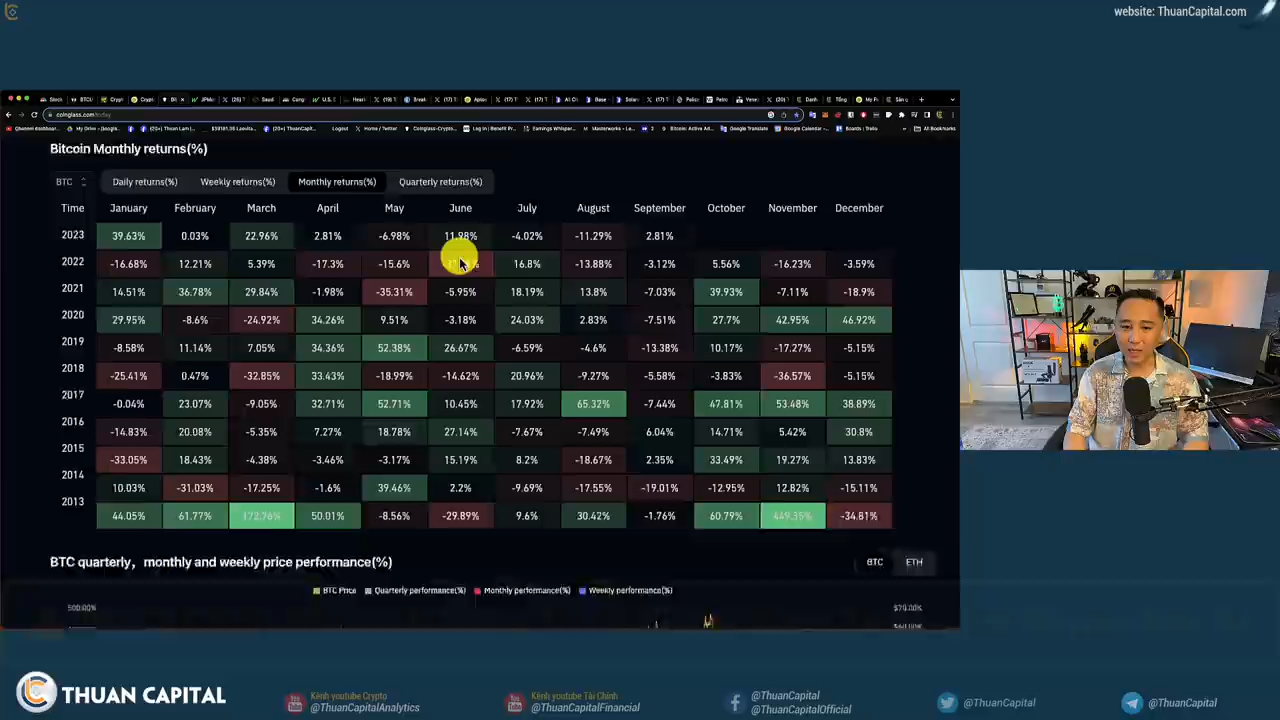 website: ThuanCapital.com
coinglass.com/today
Bitcoin Monthly returns(%)
BTC Daily returns(%) Weekly returns(%) Monthly returns(%) Quarterly returns(%)
Time January February March April May June July August September October November December
2023 39.63% 0.03% 22.96% 2.81% -6.98% 11.98% -4.02% -11.29% 2.81%
2022 -16.68% 12.21% 5.39% -17.3% -15.6% 16.8% -13.88% -3.12% 5.56% -16.23% -3.59%
2021 14.51% 36.78% 29.84% -1.98% -35.31% -5.95% 18.19% 13.8% -7.03% 39.93% -7.11% -18.9%
2020 29.95% -8.6% -24.92% 34.26% 9.51% -3.18% 24.03% 2.83% -7.51% 27.7% 42.95% 46.92%
2019 -8.58% 11.14% 7.05% 34.36% 52.38% 26.67% -6.59% -4.6% -13.38% 10.17% -17.27% -5.15%
2018 -25.41% 0.47% -32.85% 33.43% -18.99% -14.62% 20.96% -9.27% -5.58% -3.83% -36.57% -5.15%
2017 -0.04% 23.07% -9.05% 32.71% 52.71% 10.45% 17.92% 65.32% -7.44% 47.81% 53.48% 38.89%
2016 -14.83% 20.08% -5.35% 7.27% 18.78% 27.14% -7.67% -7.49% 6.04% 14.71% 5.42% 30.8%
2015 -33.05% 18.43% -4.38% -3.46% -3.17% 15.19% 8.2% -18.67% 2.35% 33.49% 19.27% 13.83%
2014 10.03% -31.03% -17.25% -1.6% 39.46% 2.2% -9.69% -17.55% -19.01% -12.95% 12.82% -15.11%
2013 44.05% 61.77% 172.76% 50.01% -8.56% -29.89% 9.6% 30.42% -1.76% 60.79% 449.35% -34.81%
BTC quarterly, monthly and weekly price performance(%)
BTC ETH
BTC Price Quarterly performance(%) Monthly performance(%) Weekly performance(%)
500.00% $70.00K
THUAN CAPITAL
Kênh youtube Crypto
@ThuanCapitalAnalytics
Kênh youtube Tài Chính
@ThuanCapitalFinancial
@ThuanCapital
@ThuanCapitalOfficial
@ThuanCapital
@ThuanCapital